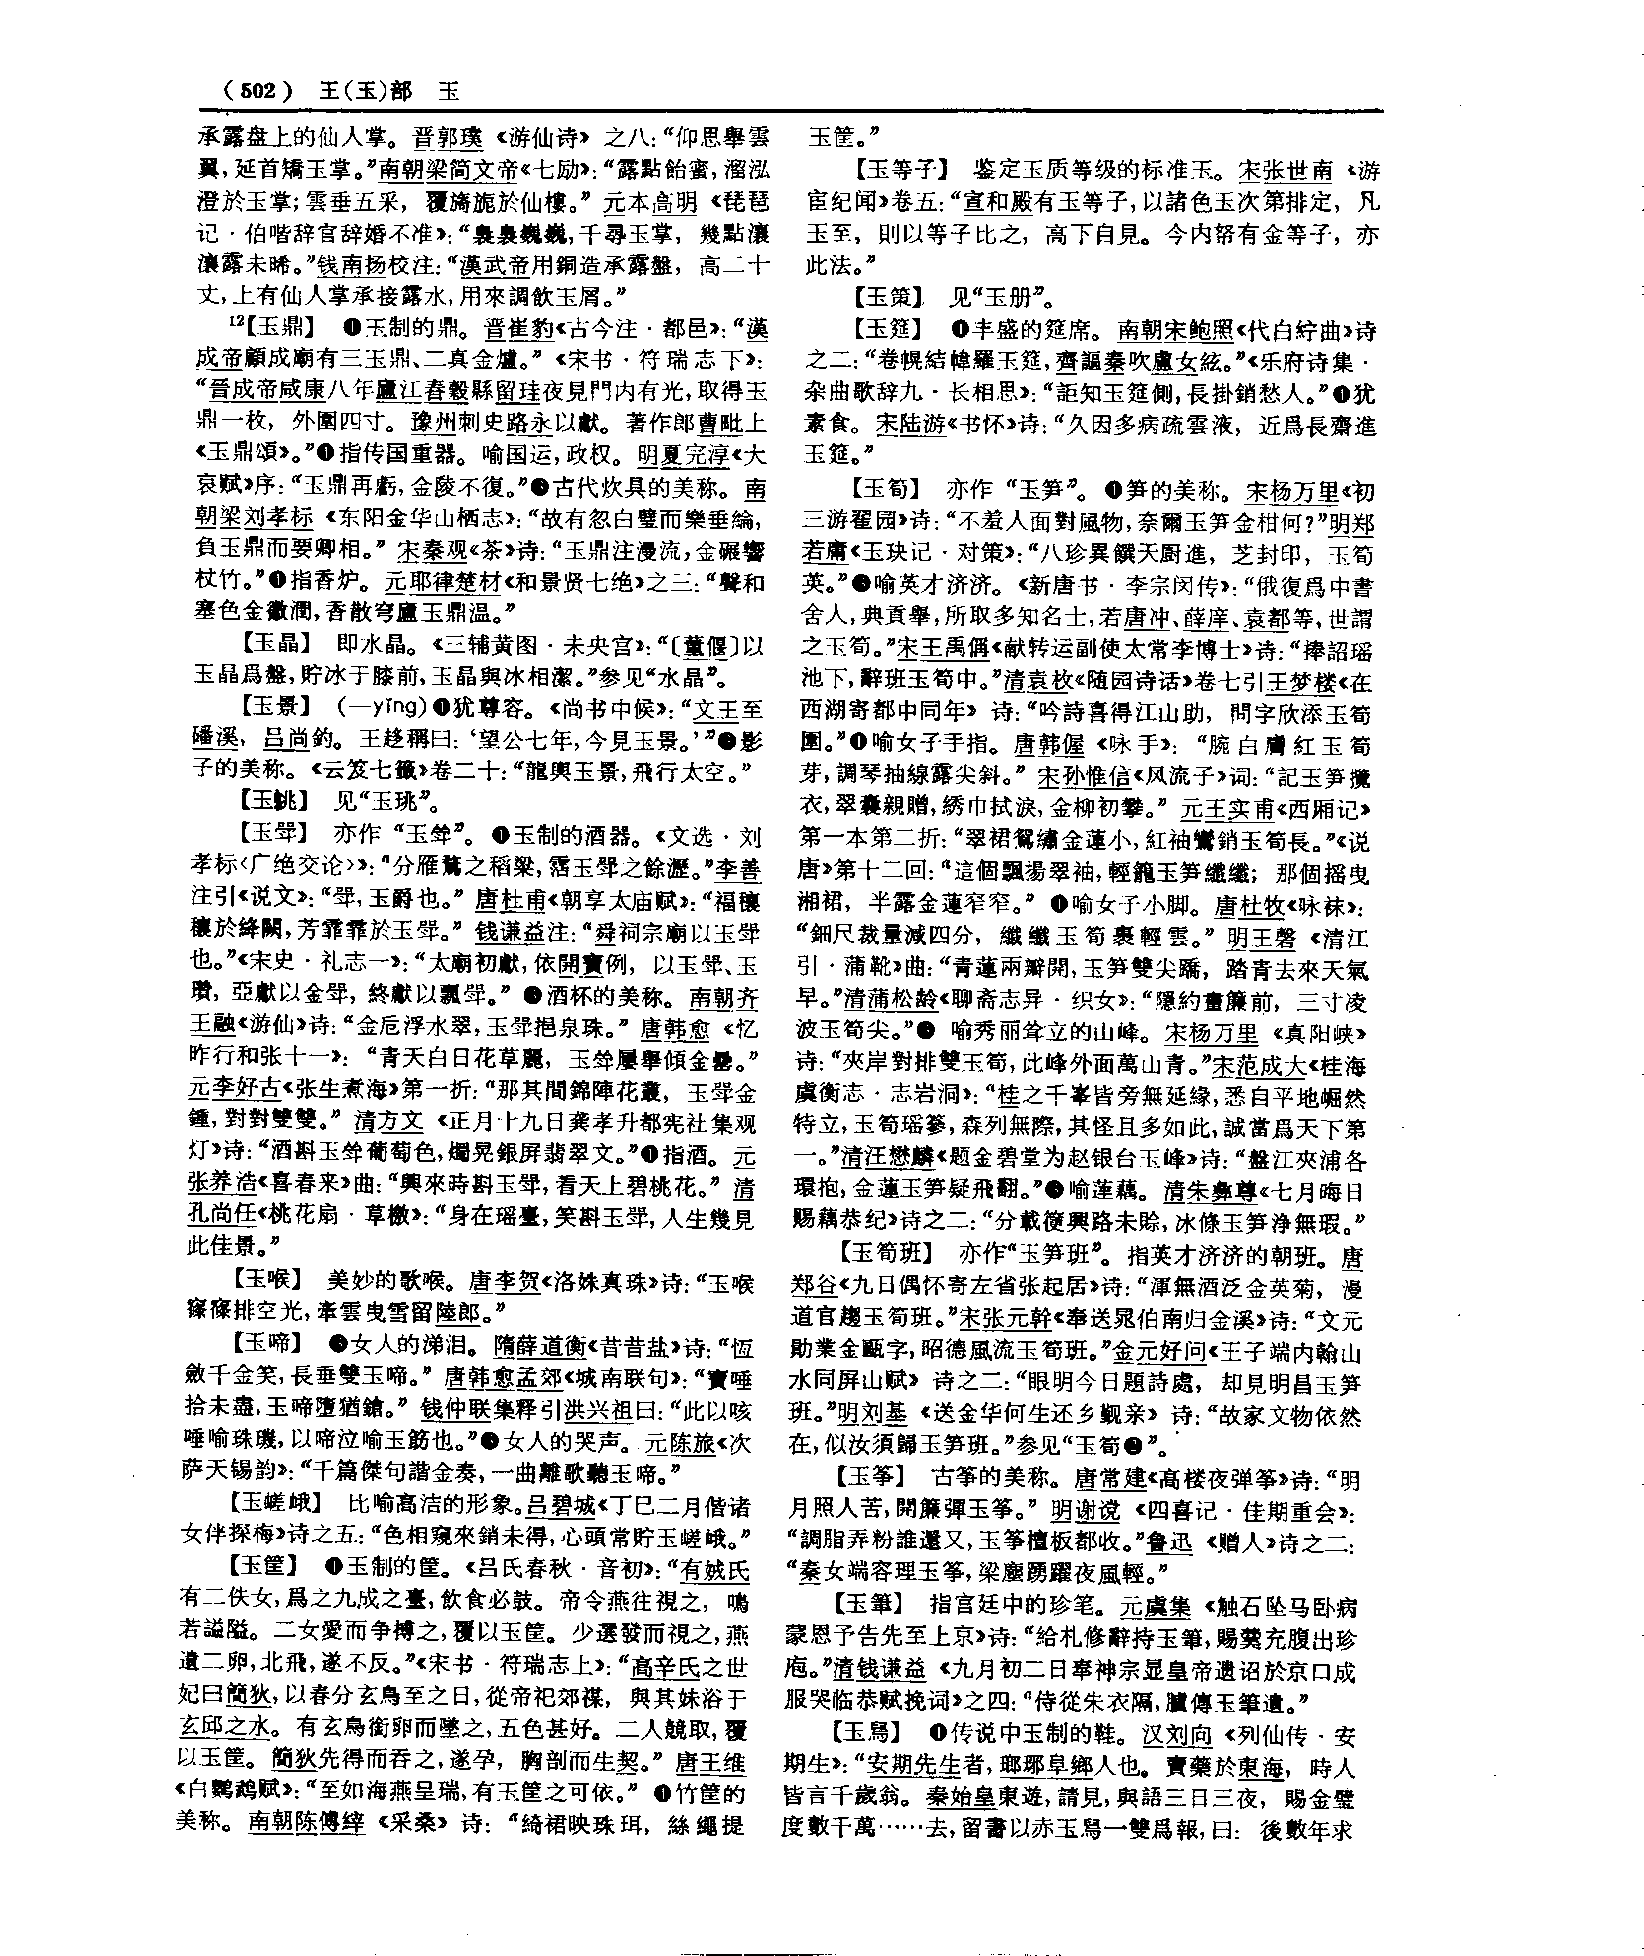 （502） 王(玉)部 玉
承露盘上的仙人掌。晋郭璞《游仙诗》之八：“仰思舉雲
翼，延首矯玉掌。”南朝梁简文帝《七励》：“露點飴蜜，溜泓
澄於玉掌；雲垂五采，覆旖旎於仙樓。”元本高明《琵琶
记·伯喈辞官辞婚不准》：“裊裊巍巍，千尋玉掌，幾點瀼
瀼露未晞。”钱南扬校注：“漢武帝用銅造承露盤，高二十
丈，上有仙人掌承接露水，用來調飲玉屑。”
12【玉鼎】 ❶玉制的鼎。晋崔豹《古今注·都邑》：“漢
成帝顧成廟有三玉鼎、二真金爐。”《宋书·符瑞志下》：
“晋成帝咸康八年廬江舂穀縣留珪夜見門内有光，取得玉
鼎一枚，外圍四寸。豫州刺史路永以獻。著作郎曹毗上
《玉鼎頌》。”❷指传国重器。喻国运，政权。明夏完淳《大
哀赋》序：“玉鼎再虧，金陵不復。”❸古代炊具的美称。南
朝梁刘孝标《东阳金华山栖志》：“故有忽白璧而樂垂綸，
負玉鼎而要卿相。”宋秦观《茶》诗：“玉鼎注漫流，金碾響
杖竹。”❹指香炉。元耶律楚材《和景贤七绝》之三：“聲和
塞色金徽潤，香散穹廬玉鼎温。”
【玉晶】 即水晶。《三辅黄图·未央宫》：“〔董偃〕以
玉晶爲盤，貯冰于膝前，玉晶與冰相潔。”参见“水晶”。
【玉景】 （—yǐng）❶犹尊容。《尚书中候》：“文王至
磻溪，吕尚釣。王趍稱曰：‘望公七年，今見玉景。’”❷影
子的美称。《云笈七籤》卷二十：“龍輿玉景，飛行太空。”
【玉𧿹】 见“玉珧”。
【玉斝】 亦作“玉斚”。❶玉制的酒器。《文选·刘
孝标〈广绝交论〉》：“分雁鶩之稻粱，霑玉斝之餘瀝。”李善
注引《说文》：“斝，玉爵也。”唐杜甫《朝享太庙赋》：“福穰
穰於絳闕，芳霏霏於玉斝。”钱谦益注：“舜祠宗廟以玉斝
也。”《宋史·礼志一》：“太廟初獻，依開寶例，以玉斝、玉
瓚，亞獻以金斝，終獻以瓢斝。”❷酒杯的美称。南朝齐
王融《游仙》诗：“金卮浮水翠，玉斝挹泉珠。”唐韩愈《忆
昨行和张十一》：“青天白日花草麗，玉斚屢舉傾金罍。”
元李好古《张生煮海》第一折：“那其間錦陣花叢，玉斝金
鍾，對對雙雙。”清方文《正月十九日龚孝升都宪社集观
灯》诗：“酒斟玉斚葡萄色，燭晃銀屏翡翠文。”❸指酒。元
张养浩《喜春来》曲：“興來時斟玉斝，看天上碧桃花。”清
孔尚任《桃花扇·草檄》：“身在瑶臺，笑斟玉斝，人生幾見
此佳景。”
【玉喉】 美妙的歌喉。唐李贺《洛姝真珠》诗：“玉喉
窱窱排空光，牽雲曳雪留陸郎。”
【玉啼】 ❶女人的涕泪。隋薛道衡《昔昔盐》诗：“恆
斂千金笑，長垂雙玉啼。”唐韩愈孟郊《城南联句》：“寶唾
拾未盡，玉啼墮猶鎗。”钱仲联集释引洪兴祖曰：“此以咳
唾喻珠璣，以啼泣喻玉筯也。”❷女人的哭声。元陈旅《次
萨天锡韵》：“千篇傑句諧金奏，一曲離歌聽玉啼。”
【玉嵯峨】 比喻高洁的形象。吕碧城《丁巳二月偕诸
女伴探梅》诗之五：“色相窺來銷未得，心頭常貯玉嵯峨。”
【玉筐】 ❶玉制的筐。《吕氏春秋·音初》：“有娀氏
有二佚女，爲之九成之臺，飲食必鼓。帝令燕往視之，鳴
若謚隘。二女愛而争搏之，覆以玉筐。少選發而視之，燕
遺二卵，北飛，遂不反。”《宋书·符瑞志上》：“高辛氏之世
妃曰簡狄，以春分玄鳥至之日，從帝祀郊禖，與其妹浴于
玄邱之水。有玄鳥銜卵而墜之，五色甚好。二人競取，覆
以玉筐。簡狄先得而吞之，遂孕，胸剖而生契。”唐王维
《白鹦鹉赋》：“至如海燕呈瑞，有玉筐之可依。”❷竹筐的
美称。南朝陈傅縡《采桑》诗：“綺裙映珠珥，絲繩提
玉筐。”
【玉等子】 鉴定玉质等级的标准玉。宋张世南《游
宦纪闻》卷五：“宣和殿有玉等子，以諸色玉次第排定，凡
玉至，則以等子比之，高下自見。今内帑有金等子，亦
此法。”
【玉策】 见“玉册”。
【玉筵】 ❶丰盛的筵席。南朝宋鲍照《代白紵曲》诗
之二：“卷幌結幃羅玉筵，齊謳秦吹盧女絃。”《乐府诗集·
杂曲歌辞九·长相思》：“詎知玉筵側，長掛銷愁人。”❷犹
素食。宋陆游《书怀》诗：“久因多病疏雲液，近爲長齋進
玉筵。”
【玉筍】 亦作“玉笋”。❶笋的美称。宋杨万里《初
三游翟园》诗：“不羞人面對風物，奈爾玉笋金柑何？”明郑
若庸《玉玦记·对策》：“八珍異饌天厨進，芝封印，玉筍
英。”❷喻英才济济。《新唐书·李宗闵传》：“俄復爲中書
舍人，典貢舉，所取多知名士，若唐冲、薛庠、袁都等，世謂
之玉筍。”宋王禹偁《献转运副使太常李博士》诗：“捧詔瑶
池下，辭班玉筍中。”清袁枚《随园诗话》卷七引王梦楼《在
西湖寄都中同年》诗：“吟詩喜得江山助，問字欣添玉筍
圍。”❸喻女子手指。唐韩偓《咏手》：“腕白膚紅玉筍
芽，調琴抽線露尖斜。”宋孙惟信《风流子》词：“記玉笋攬
衣，翠囊親贈，綉巾拭淚，金柳初攀。”元王实甫《西厢记》
第一本第二折：“翠裙鴛繡金蓮小，紅袖鸞銷玉筍長。”《说
唐》第十二回：“這個飄揚翠袖，輕籠玉笋纖纖；那個摇曳
湘裙，半露金蓮窄窄。”❹喻女子小脚。唐杜牧《咏袜》：
“鈿尺裁量減四分，纖纖玉筍裹輕雲。”明王磐《清江
引·蒲靴》曲：“青蓮兩瓣開，玉笋雙尖蹻，踏青去來天氣
早。”清蒲松龄《聊斋志异·织女》：“隱約畫簾前，三寸凌
波玉筍尖。”❺喻秀丽耸立的山峰。宋杨万里《真阳峡》
诗：“夾岸對排雙玉筍，此峰外面萬山青。”宋范成大《桂海
虞衡志·志岩洞》：“桂之千峯皆旁無延緣，悉自平地崛然
特立，玉筍瑶篸，森列無際，其怪且多如此，誠當爲天下第
一。”清汪懋麟《题金碧堂为赵银台玉峰》诗：“盤江夾浦各
環抱，金蓮玉笋疑飛翻。”❻喻莲藕。清朱彝尊《七月晦日
赐藕恭纪》诗之二：“分載筵興路未賒，冰條玉笋浄無瑕。”
【玉筍班】 亦作“玉笋班”。指英才济济的朝班。唐
郑谷《九日偶怀寄左省张起居》诗：“渾無酒泛金英菊，漫
道官趨玉筍班。”宋张元幹《奉送晁伯南归金溪》诗：“文元
勛業金甌字，昭德風流玉筍班。”金元好问《王子端内翰山
水同屏山赋》诗之二：“眼明今日題詩處，却見明昌玉笋
班。”明刘基《送金华何生还乡觐亲》诗：“故家文物依然
在，似汝須歸玉笋班。”参见“玉筍❷”。
【玉筝】 古筝的美称。唐常建《高楼夜弹筝》诗：“明
月照人苦，開簾彈玉筝。”明谢谠《四喜记·佳期重会》：
“調脂弄粉誰還又，玉筝檀板都收。”鲁迅《赠人》诗之二：
“秦女端容理玉筝，梁塵踴躍夜風輕。”
【玉筆】 指宫廷中的珍笔。元虞集《触石坠马卧病
蒙恩予告先至上京》诗：“給札修辭持玉筆，賜羹充腹出珍
庖。”清钱谦益《九月初二日奉神宗显皇帝遗诏於京口成
服哭临恭赋挽词》之四：“侍從朱衣隔，臚傳玉筆遺。”
【玉舄】 ❶传说中玉制的鞋。汉刘向《列仙传·安
期生》：“安期先生者，瑯琊阜鄉人也。賣藥於東海，時人
皆言千歲翁。秦始皇東遊，請見，與語三日三夜，賜金璧
度數千萬……去，留書以赤玉舄一雙爲報，曰：後數年求